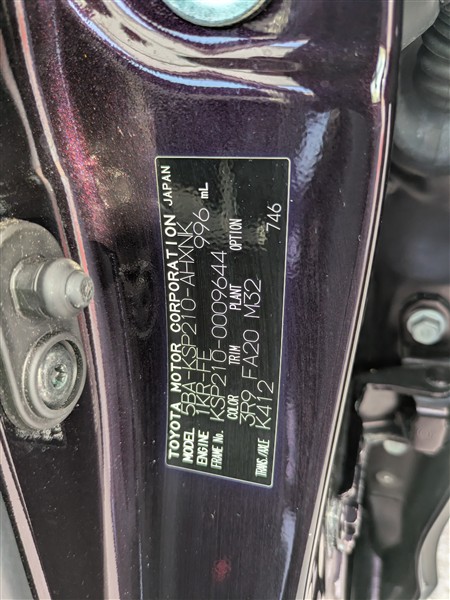 TOYOTA MOTOR CORPORATION JAPAN
MODEL 5BA-KSP210-AHXNK
ENGINE 1KR-FE 996 mL
FRAME No. KSP210-0009644
COLOR TRIM PLANT OPTION
3R9 FA20 M32
TRANS./AXLE K412 746